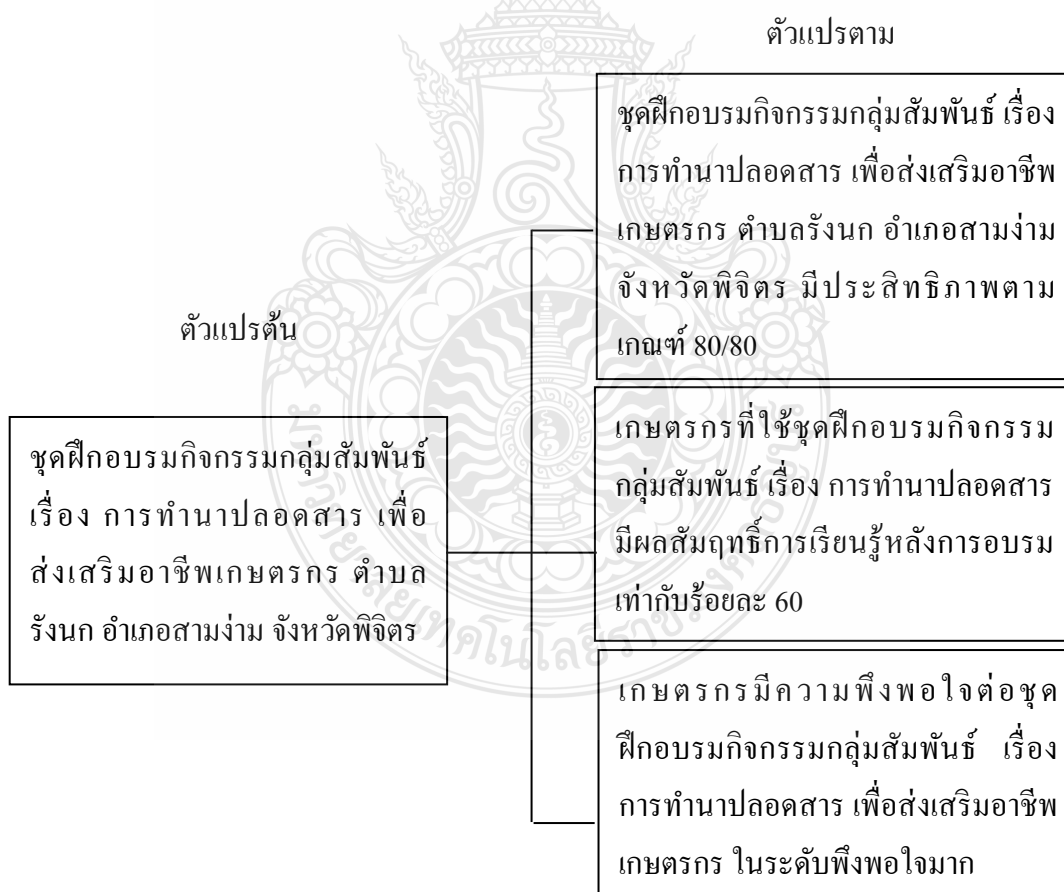 ตัวแปรตาม
ชุดฝึกอบรมกิจกรรมกลุ่มสัมพันธ์ เรื่อง
การทำนาปลอดสาร เพื่อส่งเสริมอาชีพ
เกษตรกร ตำบลรังนก อำเภอสามง่าม
จังหวัดพิจิตร มีประสิทธิภาพตาม
เกณฑ์ 80/80
ตัวแปรต้น
ชุดฝึกอบรมกิจกรรมกลุ่มสัมพันธ์
เรื่อง การทำนาปลอดสาร เพื่อ
ส่งเสริมอาชีพเกษตรกร ตำบล
รังนก อำเภอสามง่าม จังหวัดพิจิตร
เกษตรกรที่ใช้ชุดฝึกอบรมกิจกรรม
กลุ่มสัมพันธ์ เรื่อง การทำนาปลอดสาร
มีผลสัมฤทธิ์การเรียนรู้หลังการอบรม
เท่ากับร้อยละ 60
เกษตรกรมีความพึงพอใจต่อชุด
ฝึกอบรมกิจกรรมกลุ่มสัมพันธ์ เรื่อง
การทำนาปลอดสาร เพื่อส่งเสริมอาชีพ
เกษตรกร ในระดับพึงพอใจมาก